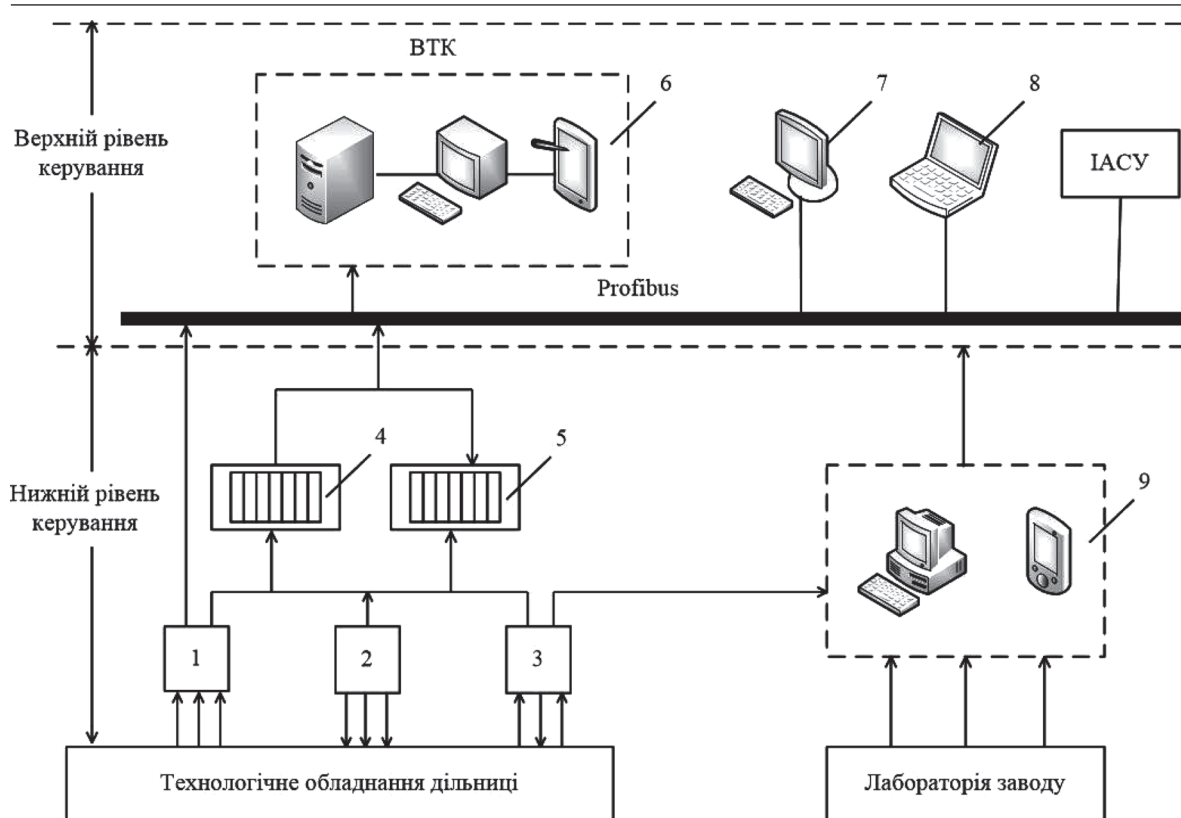 ВТК
6
7
8
Верхній рівень
керування
ІАСУ
Profibus
4
5
Нижній рівень
керування
9
1
2
3
Технологічне обладнання дільниці
Лабораторія заводу